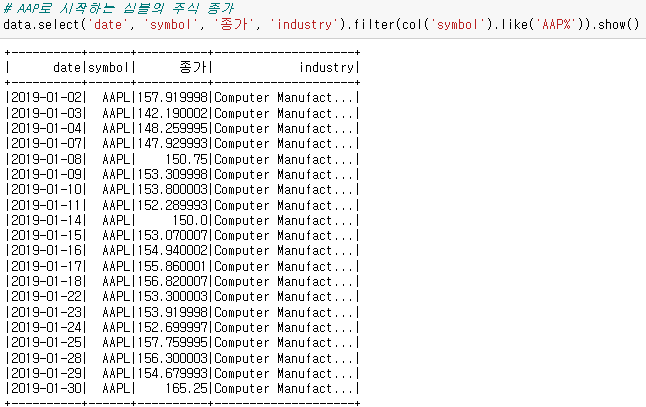 # AAP로 시작하는 심볼의 주식 종가
data.select('date', 'symbol', '종가', 'industry').filter(col('symbol').like('AAP%')).show()
+----------+------+----------+--------------------+
|      date|symbol|      종가|            industry|
+----------+------+----------+--------------------+
|2019-01-02|  AAPL|157.919998|Computer Manufact...|
|2019-01-03|  AAPL|142.190002|Computer Manufact...|
|2019-01-04|  AAPL|148.259995|Computer Manufact...|
|2019-01-07|  AAPL|147.929993|Computer Manufact...|
|2019-01-08|  AAPL|    150.75|Computer Manufact...|
|2019-01-09|  AAPL|153.309998|Computer Manufact...|
|2019-01-10|  AAPL|153.800003|Computer Manufact...|
|2019-01-11|  AAPL|152.289993|Computer Manufact...|
|2019-01-14|  AAPL|     150.0|Computer Manufact...|
|2019-01-15|  AAPL|153.070007|Computer Manufact...|
|2019-01-16|  AAPL|154.940002|Computer Manufact...|
|2019-01-17|  AAPL|155.860001|Computer Manufact...|
|2019-01-18|  AAPL|156.820007|Computer Manufact...|
|2019-01-22|  AAPL|153.300003|Computer Manufact...|
|2019-01-23|  AAPL|153.919998|Computer Manufact...|
|2019-01-24|  AAPL|152.699997|Computer Manufact...|
|2019-01-25|  AAPL|157.759995|Computer Manufact...|
|2019-01-28|  AAPL|156.300003|Computer Manufact...|
|2019-01-29|  AAPL|154.679993|Computer Manufact...|
|2019-01-30|  AAPL|    165.25|Computer Manufact...|
+----------+------+----------+--------------------+